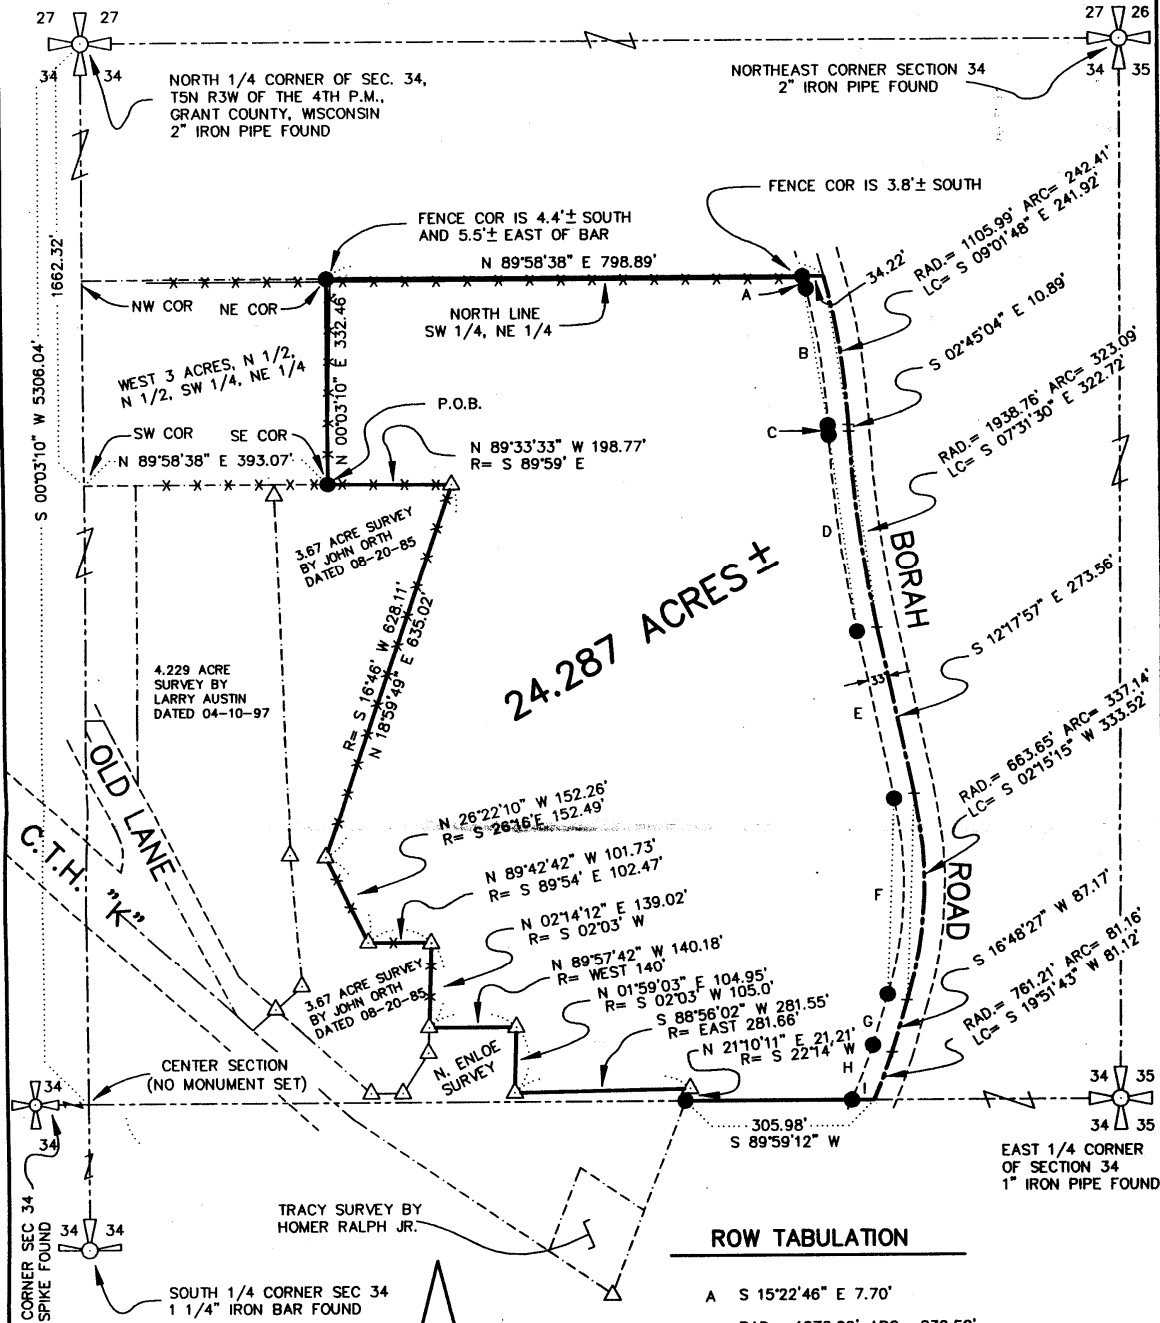 27 27
34 34
27 26
34 35
NORTH 1/4 CORNER OF SEC. 34,
T5N R3W OF THE 4TH P.M.,
GRANT COUNTY, WISCONSIN
2" IRON PIPE FOUND
NORTHEAST CORNER SECTION 34
2" IRON PIPE FOUND
S 00°03'10" W 5306.04'
1662.32'
FENCE COR IS 4.4'± SOUTH
AND 5.5'± EAST OF BAR
FENCE COR IS 3.8'± SOUTH
N 89°58'38" E 798.89'
NW COR
NE COR
NORTH LINE
SW 1/4, NE 1/4
A
34.22'
RAD.= 1105.99' ARC= 242.41'
LC= S 09°01'48" E 241.92'
B
S 02°45'04" E 10.89'
WEST 3 ACRES, N 1/2,
N 1/2, SW 1/4, NE 1/4
N 00°03'10" E 332.46'
P.O.B.
SW COR
SE COR
N 89°58'38" E 393.07'
N 89°33'33" W 198.77'
R= S 89°59' E
C
RAD.= 1938.76' ARC= 323.09'
LC= S 07°31'30" E 322.72'
3.67 ACRE SURVEY
BY JOHN ORTH
DATED 08-20-85
D
BORAH
24.287 ACRES ±
R= S 16°46' W 628.11'
N 18°59'49" E 635.02'
S 12°17'57" E 273.56'
4.229 ACRE
SURVEY BY
LARRY AUSTIN
DATED 04-10-97
33'
E
OLD LANE
RAD.= 663.65' ARC= 337.14'
LC= S 02°15'15" W 333.52'
C.T.H. "K"
N 26°22'10" W 152.26'
R= S 26°16'E 152.49'
N 89°42'42" W 101.73'
R= S 89°54' E 102.47'
F
ROAD
N 02°14'12" E 139.02'
R= S 02°03' W
S 16°48'27" W 87.17'
N 89°57'42" W 140.18'
R= WEST 140'
3.67 ACRE SURVEY
BY JOHN ORTH
DATED 08-20-85
N 01°59'03" E 104.95'
R= S 02°03' W 105.0'
RAD.= 761.21' ARC= 81.16'
LC= S 19°51'43" W 81.12'
S 88°56'02" W 281.55'
R= EAST 281.66'
G
N 21°10'11" E 21.21'
R= S 22°14' W
H
I
N. ENLOE
SURVEY
CENTER SECTION
(NO MONUMENT SET)
34
34
34 35
34 35
305.98'
S 89°59'12" W
EAST 1/4 CORNER
OF SECTION 34
1" IRON PIPE FOUND
CORNER SEC 34
SPIKE FOUND
34 34
TRACY SURVEY BY
HOMER RALPH JR.
SOUTH 1/4 CORNER SEC 34
1 1/4" IRON BAR FOUND
ROW TABULATION
A S 15°22'46" E 7.70'